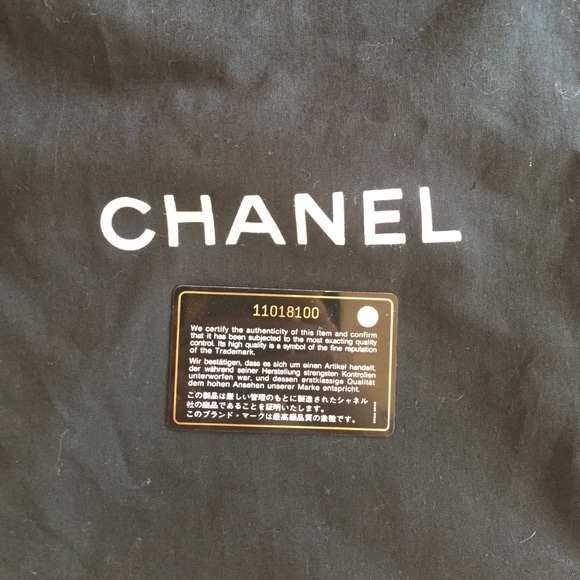 CHANEL
11018100
We certify the authenticity of this item and confirm
that it has been subjected to the most exacting quality
control. Its high quality is a symbol of the fine reputation
of the Trademark.
Wir bestätigen, dass es sich um einen Artikel handelt,
der während seiner Herstellung strengsten Kontrollen
unterworfen war, und dessen erstklassige Qualität
dem hohen Ansehen unserer Marke entspricht.
この製品は厳しい管理のもとに製造されたシャネル
社の商品であることを証明いたします。
このブランド・マークは最高級品質の象徴です。